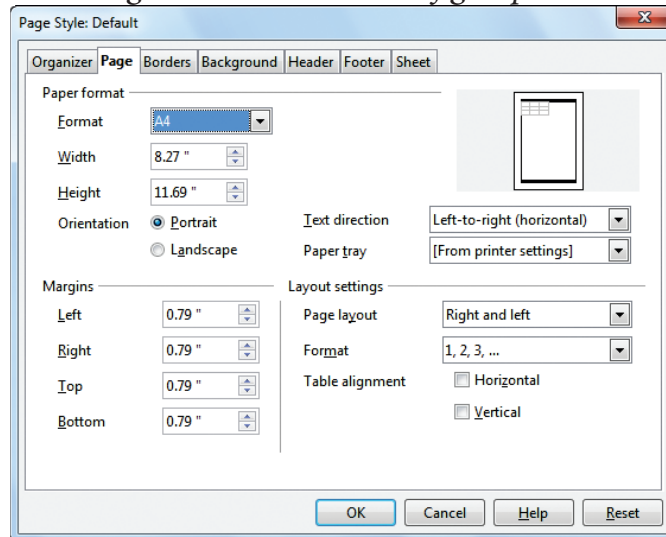 Page Style: Default
Organizer Page Borders Background Header Footer Sheet
Paper format
Format A4
Width 8.27 "
Height 11.69 "
Orientation Portrait
Landscape
Text direction Left-to-right (horizontal)
Paper tray [From printer settings]
Margins
Left 0.79 "
Right 0.79 "
Top 0.79 "
Bottom 0.79 "
Layout settings
Page layout Right and left
Format 1, 2, 3, ...
Table alignment Horizontal
Vertical
OK Cancel Help Reset